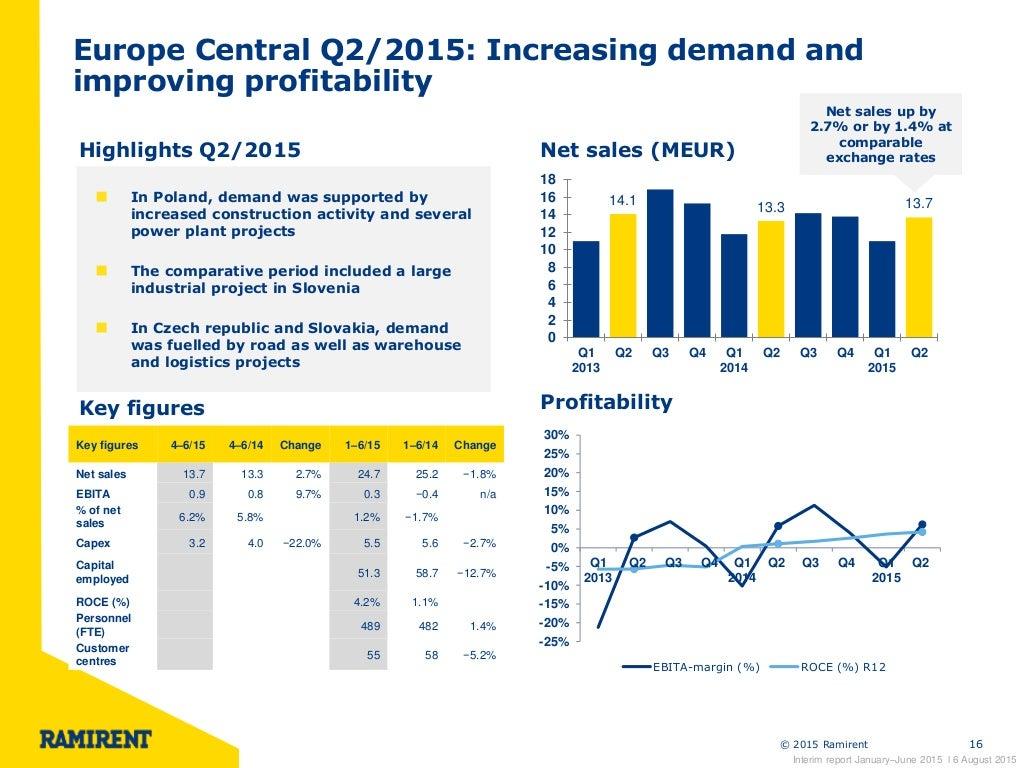 Europe Central Q2/2015: Increasing demand and
improving profitability
Net sales up by
2.7% or by 1.4% at
comparable
exchange rates
Highlights Q2/2015
In Poland, demand was supported by
increased construction activity and several
power plant projects
The comparative period included a large
industrial project in Slovenia
In Czech republic and Slovakia, demand
was fuelled by road as well as warehouse
and logistics projects
Net sales (MEUR)
18
16
14
12
10
8
6
4
2
0
14.1
13.3
13.7
Q1 Q2 Q3 Q4 Q1 Q2 Q3 Q4 Q1 Q2
2013 2014 2015
Key figures
Key figures 4–6/15 4–6/14 Change 1–6/15 1–6/14 Change
Net sales 13.7 13.3 2.7% 24.7 25.2 −1.8%
EBITA 0.9 0.8 9.7% 0.3 −0.4 n/a
% of net
sales 6.2% 5.8% 1.2% −1.7%
Capex 3.2 4.0 −22.0% 5.5 5.6 −2.7%
Capital
employed 51.3 58.7 −12.7%
ROCE (%) 4.2% 1.1%
Personnel
(FTE) 489 482 1.4%
Customer
centres 55 58 −5.2%
Profitability
30%
25%
20%
15%
10%
5%
0%
-5%
-10%
-15%
-20%
-25%
Q1 Q2 Q3 Q4 Q1 Q2 Q3 Q4 Q1 Q2
2013 2014 2015
EBITA-margin (%) ROCE (%) R12
RAMIRENT
© 2015 Ramirent 16
Interim report January–June 2015 l 6 August 2015